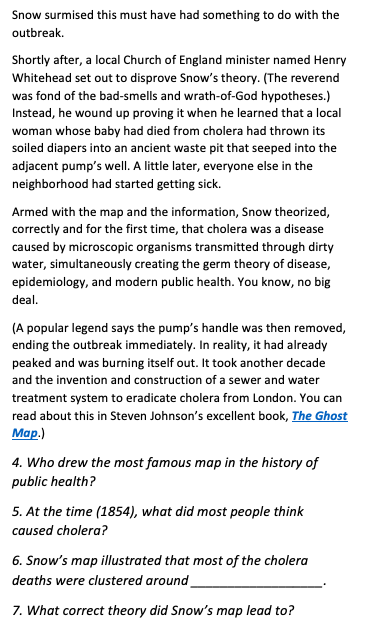 Snow surmised this must have had something to do with the
outbreak.
Shortly after, a local Church of England minister named Henry
Whitehead set out to disprove Snow's theory. (The reverend
was fond of the bad-smells and wrath-of-God hypotheses.)
Instead, he wound up proving it when he learned that a local
woman whose baby had died from cholera had thrown its
soiled diapers into an ancient waste pit that seeped into the
adjacent pump's well. A little later, everyone else in the
neighborhood had started getting sick.
Armed with the map and the information, Snow theorized,
correctly and for the first time, that cholera was a disease
caused by microscopic organisms transmitted through dirty
water, simultaneously creating the germ theory of disease,
epidemiology, and modern public health. You know, no big
deal.
(A popular legend says the pump's handle was then removed,
ending the outbreak immediately. In reality, it had already
peaked and was burning itself out. It took another decade
and the invention and construction of a sewer and water
treatment system to eradicate cholera from London. You can
read about this in Steven Johnson's excellent book, The Ghost
Map.)
4. Who drew the most famous map in the history of
public health?
5. At the time (1854), what did most people think
caused cholera?
6. Snow's map illustrated that most of the cholera
deaths were clustered around ____________________.
7. What correct theory did Snow's map lead to?